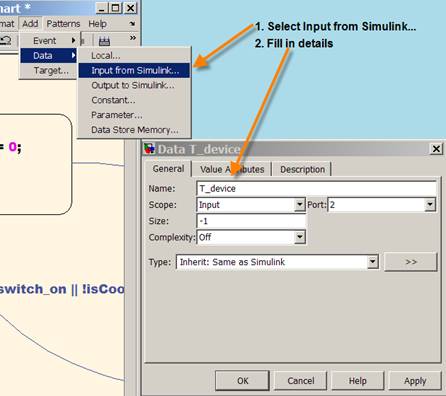 hart *
mat Add Patterns Help
Event
Data
Target...
Local...
Input from Simulink...
Output to Simulink...
Constant...
Parameter...
Data Store Memory...
1. Select Input from Simulink...
2. Fill in details
= 0;
switch_on || !isCoo
Data T_device
General Value Attributes Description
Name: T_device
Scope: Input Port: 2
Size: -1
Complexity: Off
Type: Inherit: Same as Simulink >>
OK Cancel Help Apply